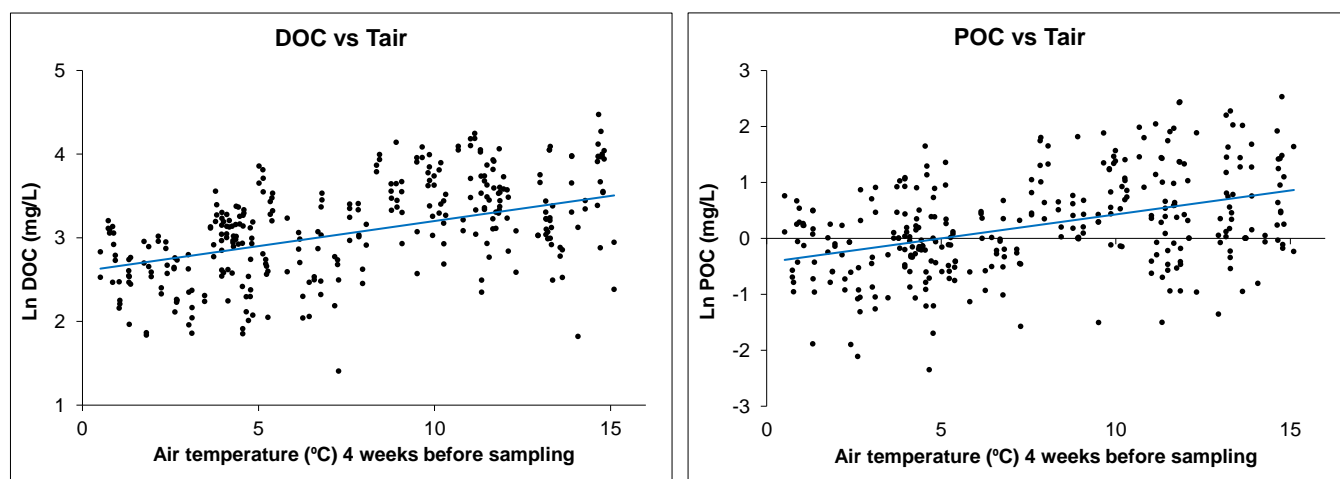 DOC vs Tair
5
4
3
2
1
Ln DOC (mg/L)
0 5 10 15
Air temperature (ºC) 4 weeks before sampling
POC vs Tair
3
2
1
0
-1
-2
-3
Ln POC (mg/L)
0 5 10 15
Air temperature (ºC) 4 weeks before sampling